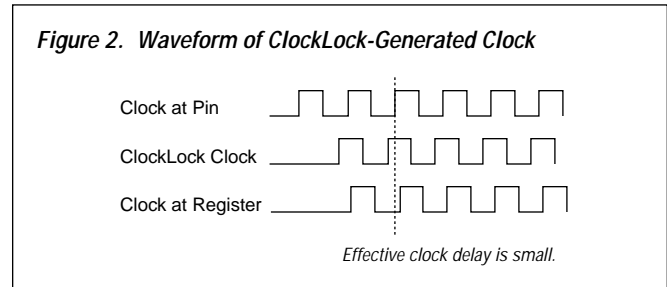 Figure 2. Waveform of ClockLock-Generated Clock
Clock at Pin
ClockLock Clock
Clock at Register
Effective clock delay is small.